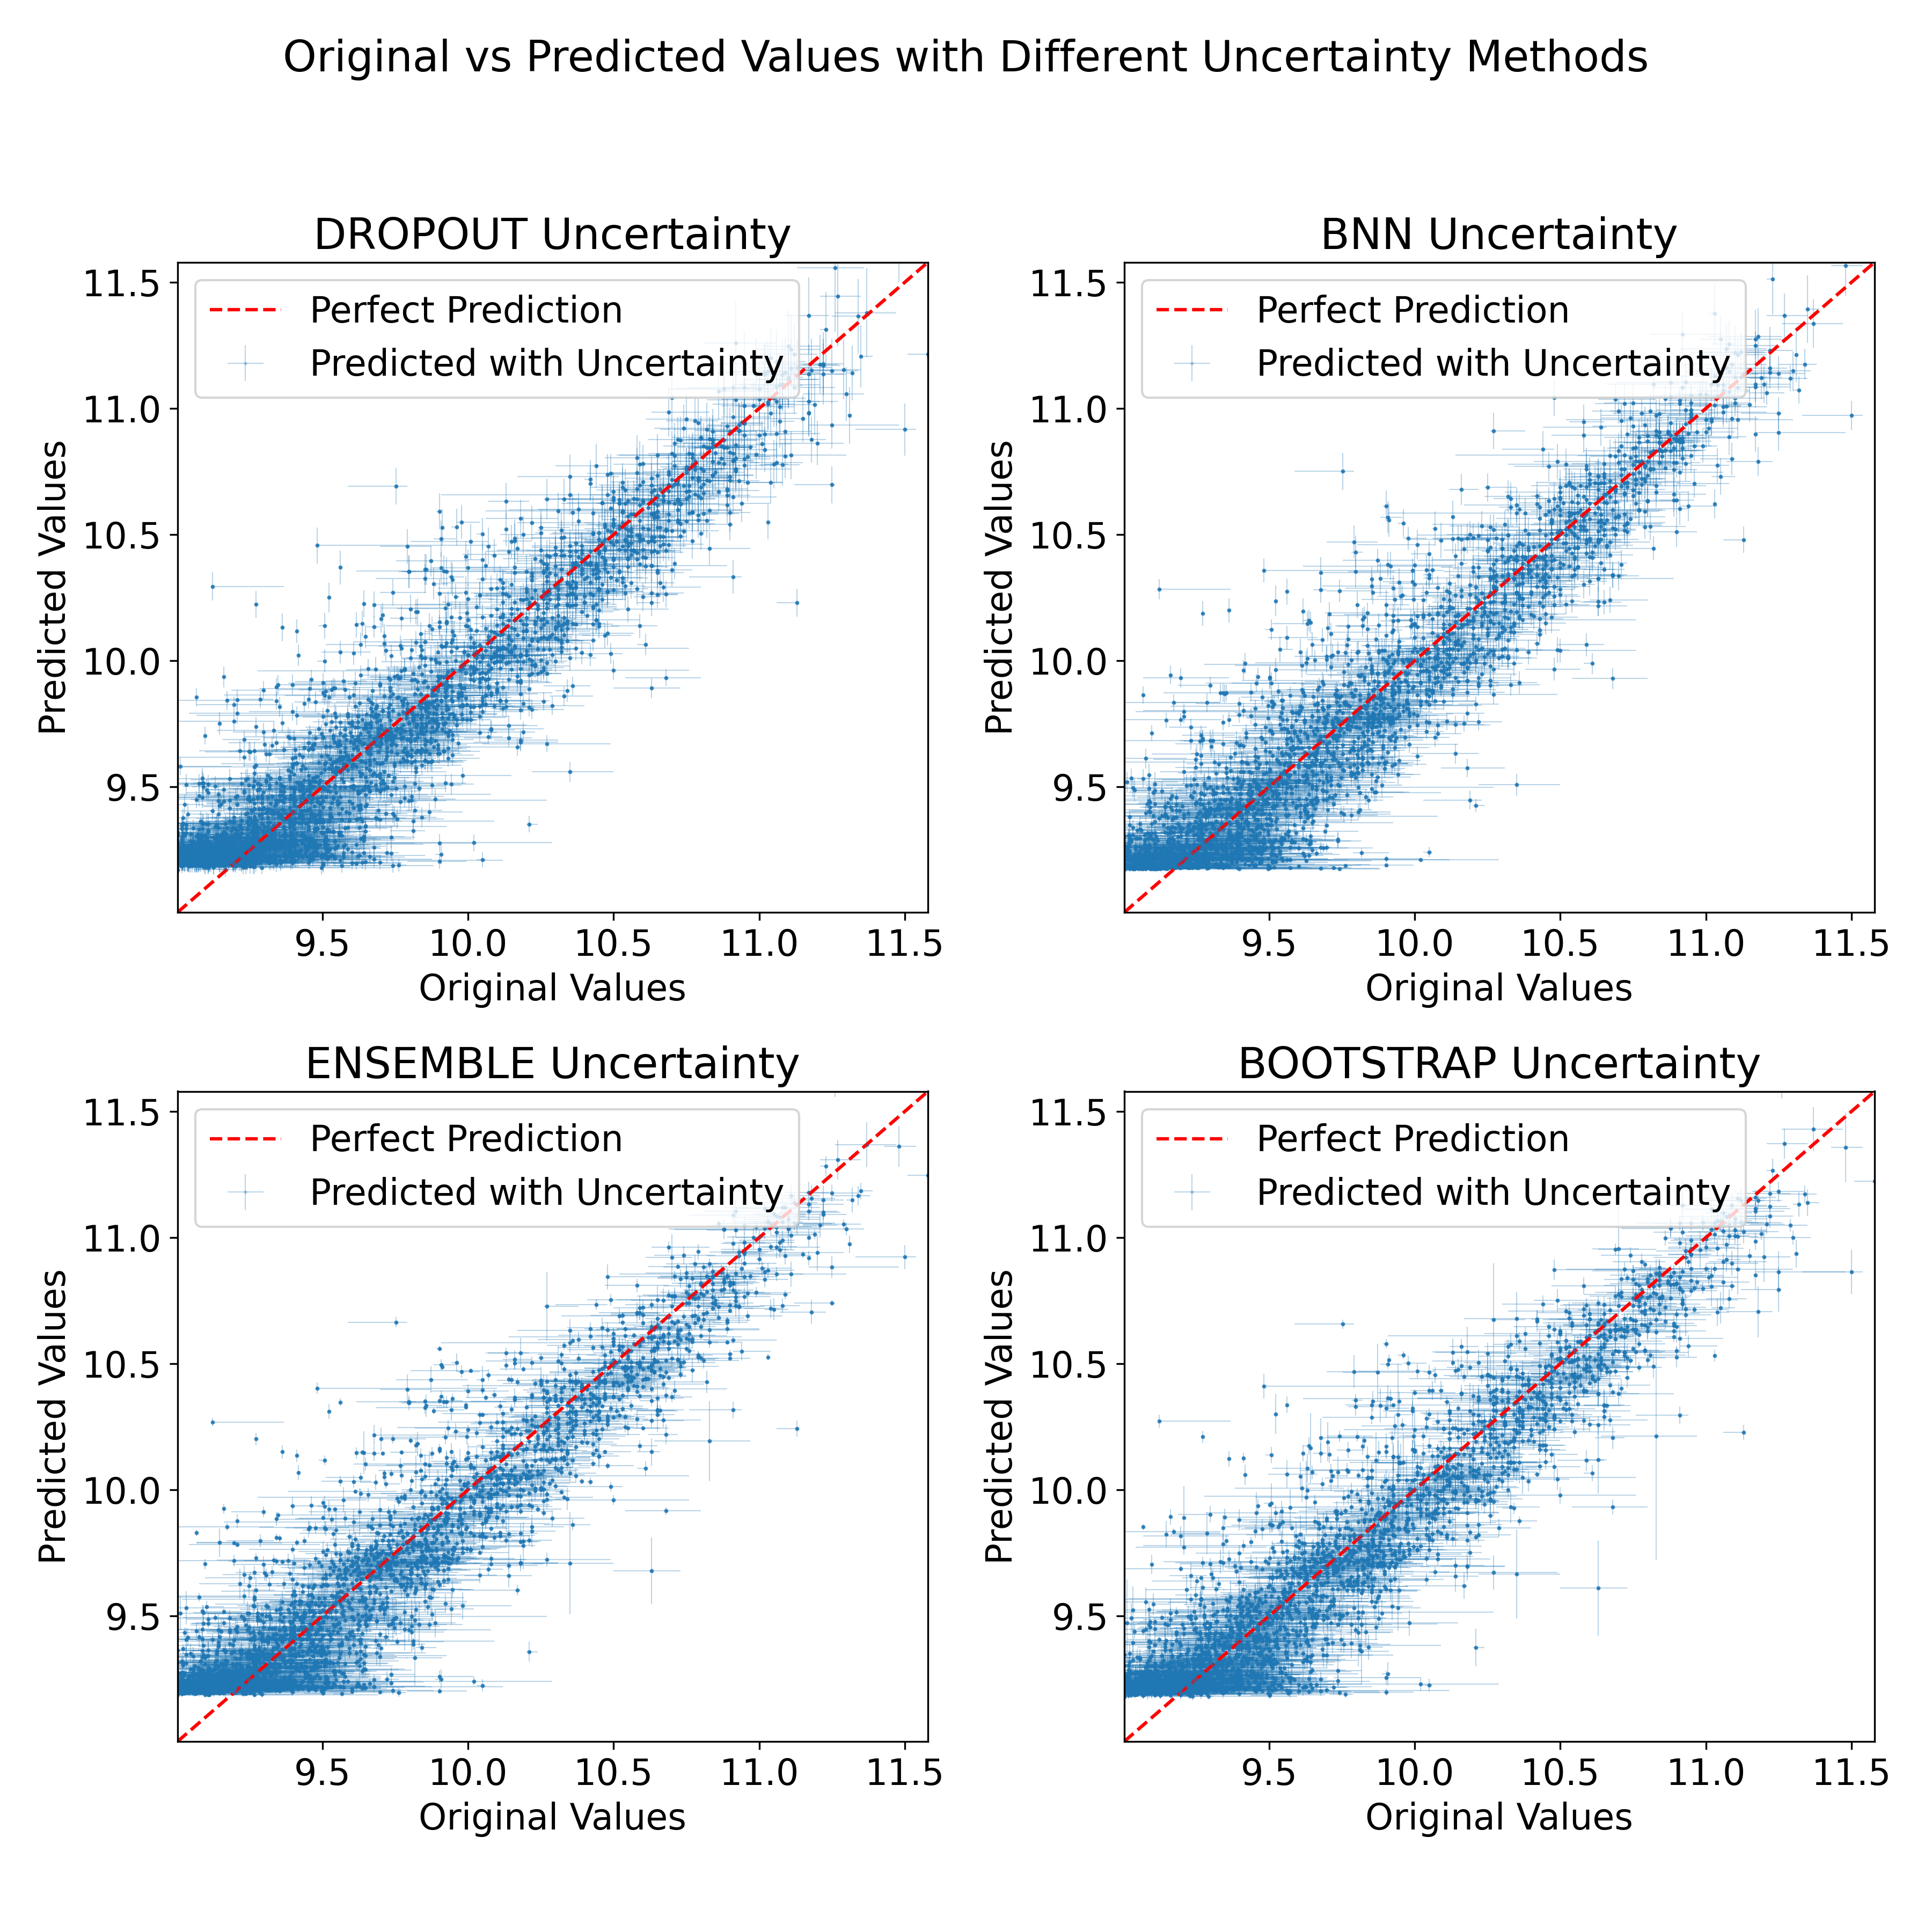 Original vs Predicted Values with Different Uncertainty Methods
DROPOUT Uncertainty
11.5
11.0
10.5
10.0
9.5
Predicted Values
Perfect Prediction
Predicted with Uncertainty
9.5 10.0 10.5 11.0 11.5
Original Values
BNN Uncertainty
11.5
11.0
10.5
10.0
9.5
Predicted Values
Perfect Prediction
Predicted with Uncertainty
9.5 10.0 10.5 11.0 11.5
Original Values
ENSEMBLE Uncertainty
11.5
11.0
10.5
10.0
9.5
Predicted Values
Perfect Prediction
Predicted with Uncertainty
9.5 10.0 10.5 11.0 11.5
Original Values
BOOTSTRAP Uncertainty
11.5
11.0
10.5
10.0
9.5
Predicted Values
Perfect Prediction
Predicted with Uncertainty
9.5 10.0 10.5 11.0 11.5
Original Values